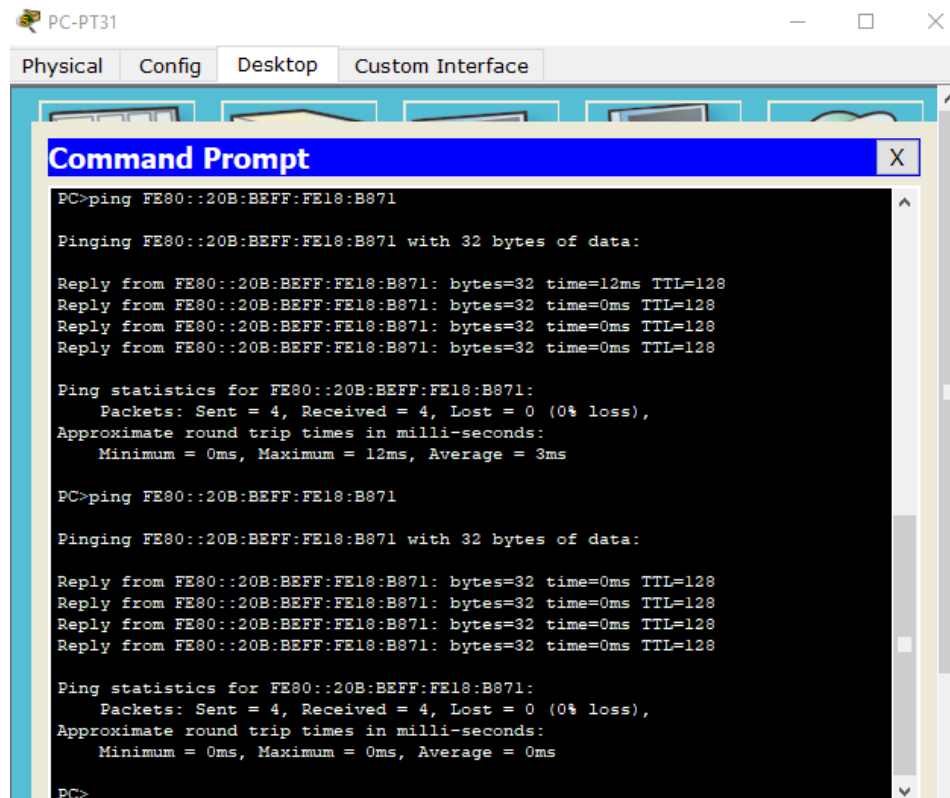 PC-PT31
Physical Config Desktop Custom Interface
Command Prompt X
PC>ping FE80::20B:BEFF:FE18:B871
Pinging FE80::20B:BEFF:FE18:B871 with 32 bytes of data:
Reply from FE80::20B:BEFF:FE18:B871: bytes=32 time=12ms TTL=128
Reply from FE80::20B:BEFF:FE18:B871: bytes=32 time=0ms TTL=128
Reply from FE80::20B:BEFF:FE18:B871: bytes=32 time=0ms TTL=128
Reply from FE80::20B:BEFF:FE18:B871: bytes=32 time=0ms TTL=128
Ping statistics for FE80::20B:BEFF:FE18:B871:
Packets: Sent = 4, Received = 4, Lost = 0 (0% loss),
Approximate round trip times in milli-seconds:
Minimum = 0ms, Maximum = 12ms, Average = 3ms
PC>ping FE80::20B:BEFF:FE18:B871
Pinging FE80::20B:BEFF:FE18:B871 with 32 bytes of data:
Reply from FE80::20B:BEFF:FE18:B871: bytes=32 time=0ms TTL=128
Reply from FE80::20B:BEFF:FE18:B871: bytes=32 time=0ms TTL=128
Reply from FE80::20B:BEFF:FE18:B871: bytes=32 time=0ms TTL=128
Reply from FE80::20B:BEFF:FE18:B871: bytes=32 time=0ms TTL=128
Ping statistics for FE80::20B:BEFF:FE18:B871:
Packets: Sent = 4, Received = 4, Lost = 0 (0% loss),
Approximate round trip times in milli-seconds:
Minimum = 0ms, Maximum = 0ms, Average = 0ms
PC>